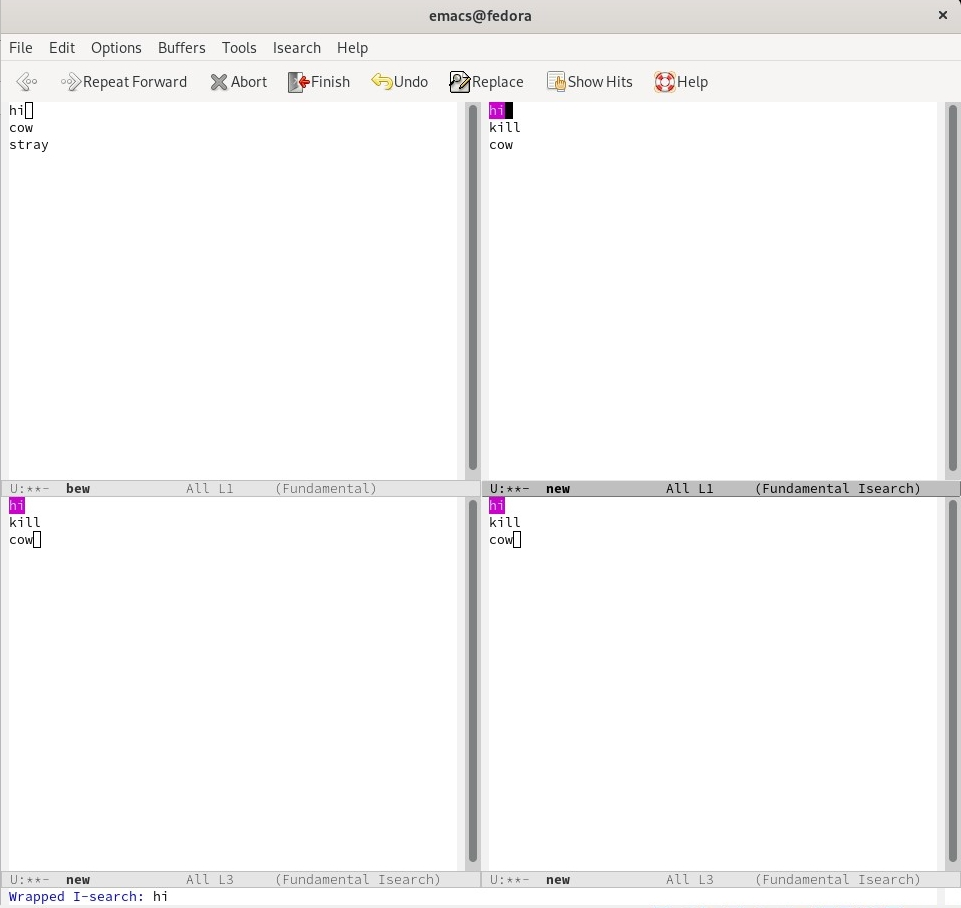 emacs@fedora ×
File Edit Options Buffers Tools Isearch Help
Repeat Forward Abort Finish Undo Replace Show Hits Help
hi
cow
stray
U:**- bew All L1 (Fundamental)
hi
kill
cow
U:**- new All L1 (Fundamental Isearch)
hi
kill
cow
U:**- new All L3 (Fundamental Isearch)
hi
kill
cow
U:**- new All L3 (Fundamental Isearch)
Wrapped I-search: hi